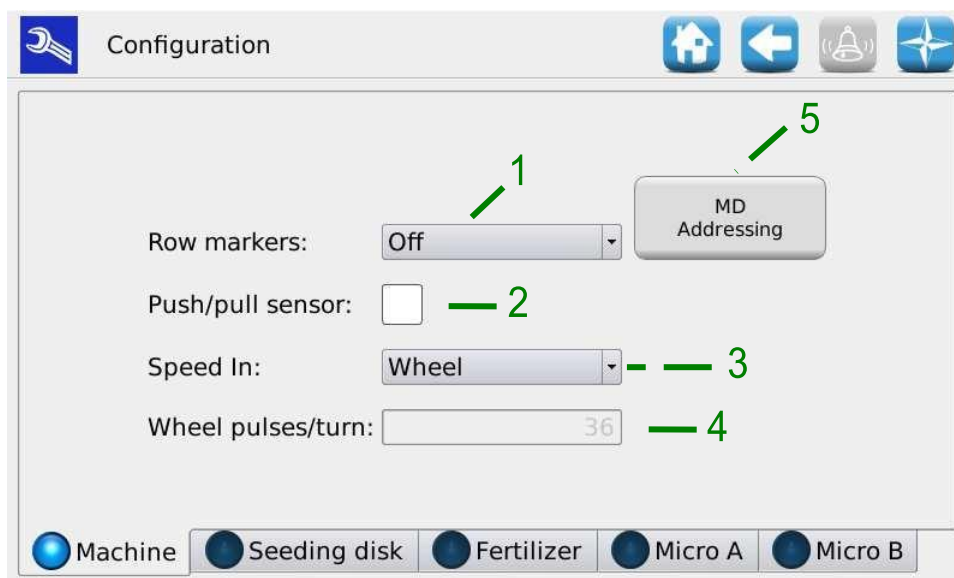 Configuration
5
1
MD
Addressing
Row markers: Off
Push/pull sensor: 2
Speed In: Wheel 3
Wheel pulses/turn: 36 4
Machine Seeding disk Fertilizer Micro A Micro B